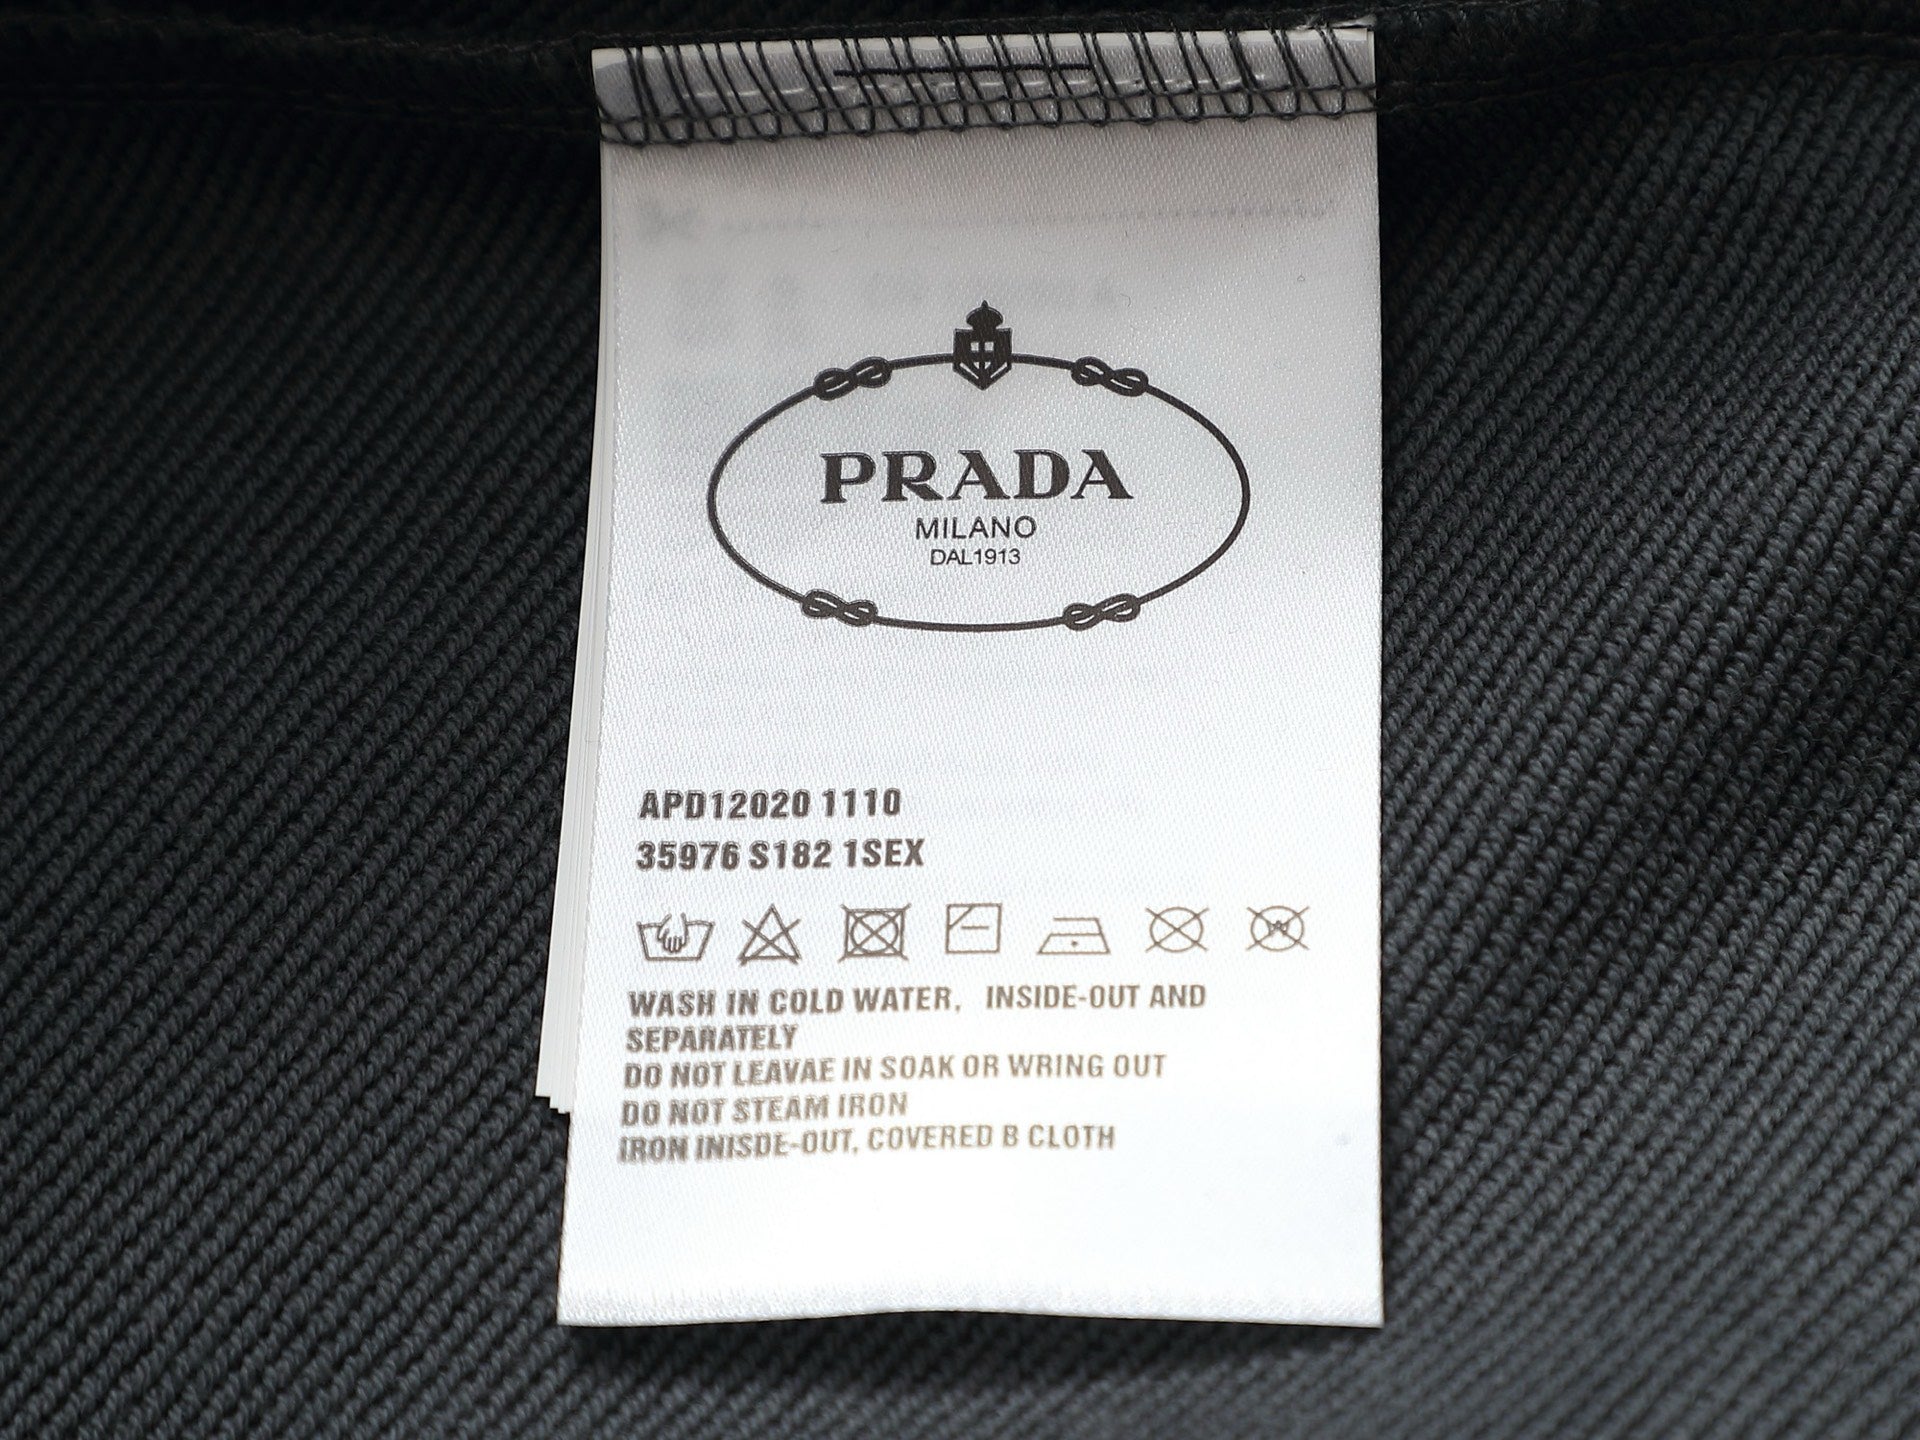 PRADA
MILANO
DAL1913
APD12020 1110
35976 S182 1SEX
WASH IN COLD WATER, INSIDE-OUT AND
SEPARATELY
DO NOT LEAVAE IN SOAK OR WRING OUT
DO NOT STEAM IRON
IRON INISDE-OUT, COVERED B CLOTH